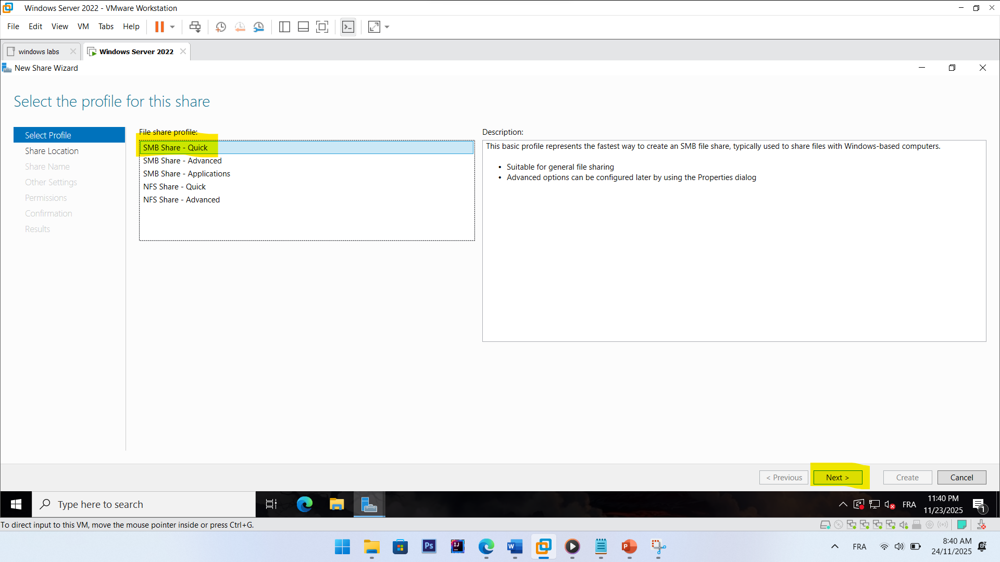 Windows Server 2022 - VMware Workstation
File Edit View VM Tabs Help
windows labs
Windows Server 2022
New Share Wizard
Select the profile for this share
Select Profile
Share Location
Share Name
Other Settings
Permissions
Confirmation
Results
File share profile:
SMB Share - Quick
SMB Share - Advanced
SMB Share - Applications
NFS Share - Quick
NFS Share - Advanced
Description:
This basic profile represents the fastest way to create an SMB file share, typically used to share files with Windows-based computers.
• Suitable for general file sharing
• Advanced options can be configured later by using the Properties dialog
< Previous
Next >
Create
Cancel
Type here to search
FRA
11:40 PM
11/23/2025
1
To direct input to this VM, move the mouse pointer inside or press Ctrl+G.
Ps
IJ
W
P
FRA
8:40 AM
24/11/2025